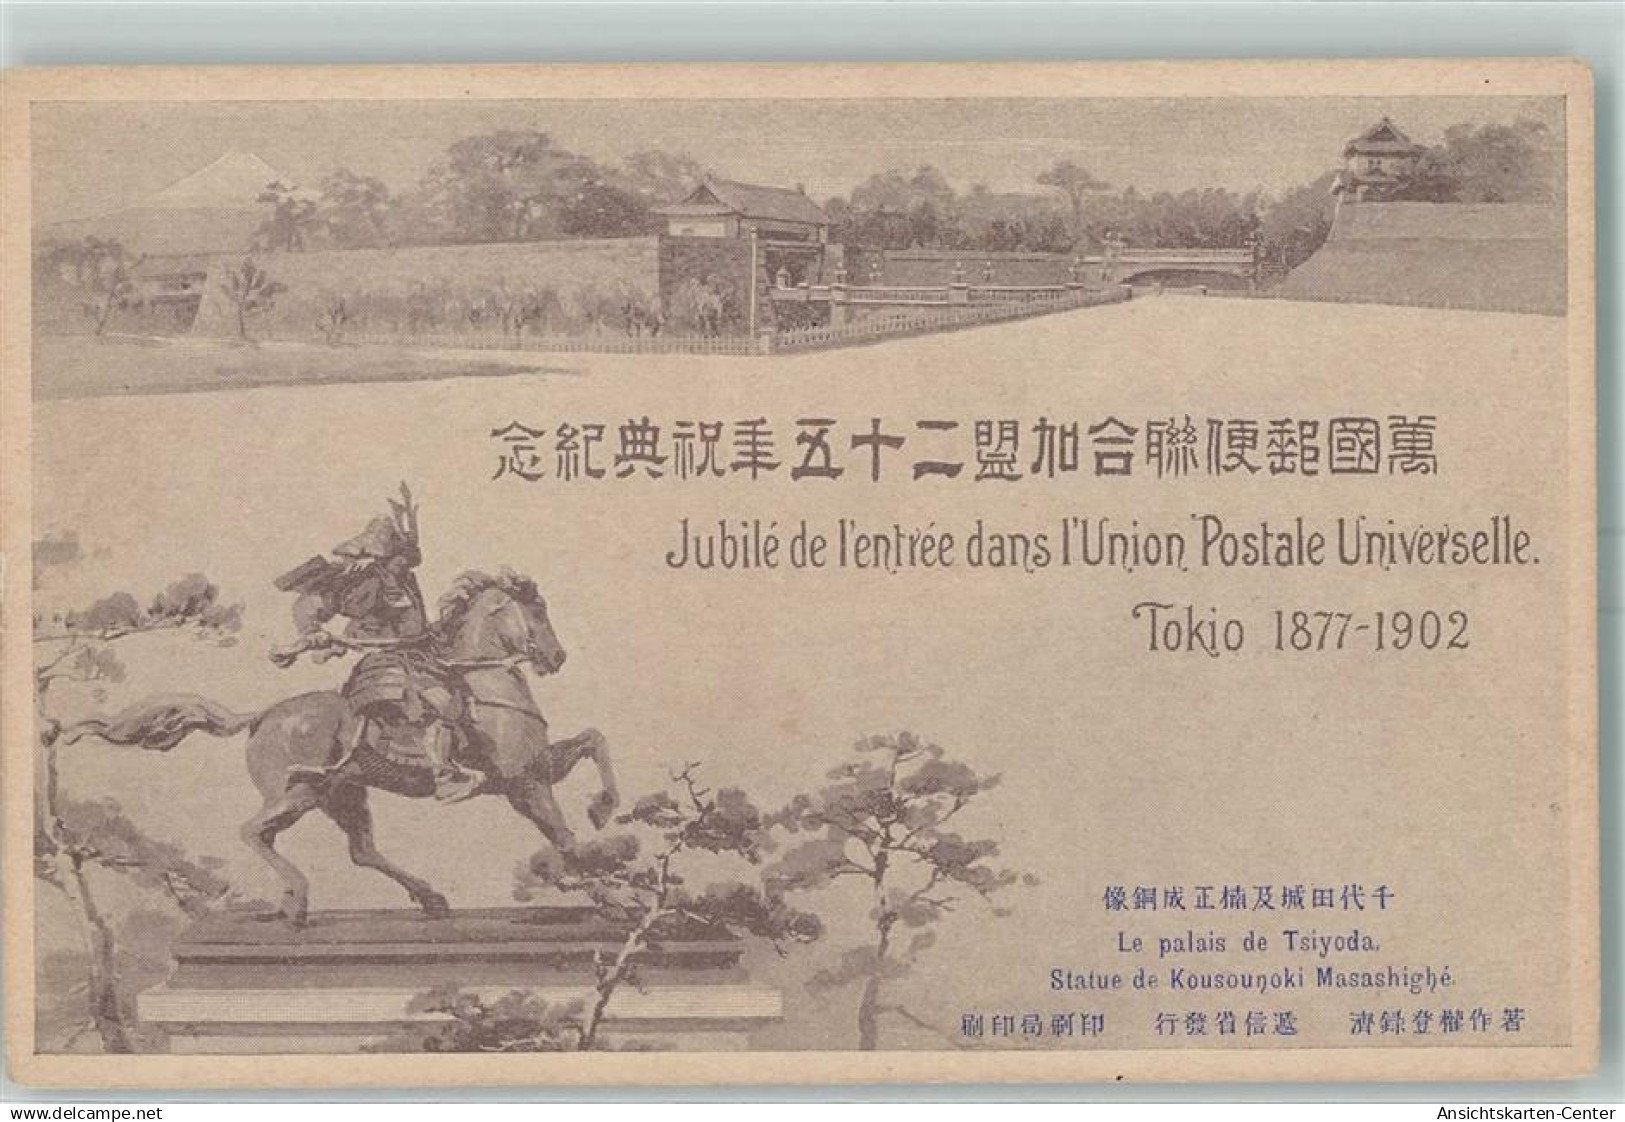 萬國郵便聯合加盟二十五年祝典紀念
Jubilé de l'entrée dans l'Union Postale Universelle.
Tokio 1877-1902
千代田城及楠正成銅像
Le palais de Tsiyoda.
Statue de Kousounoki Masashighé.
著作權登録濟 遞信省發行 印刷局印刷
www.delcampe.net
Ansichtskarten-Center